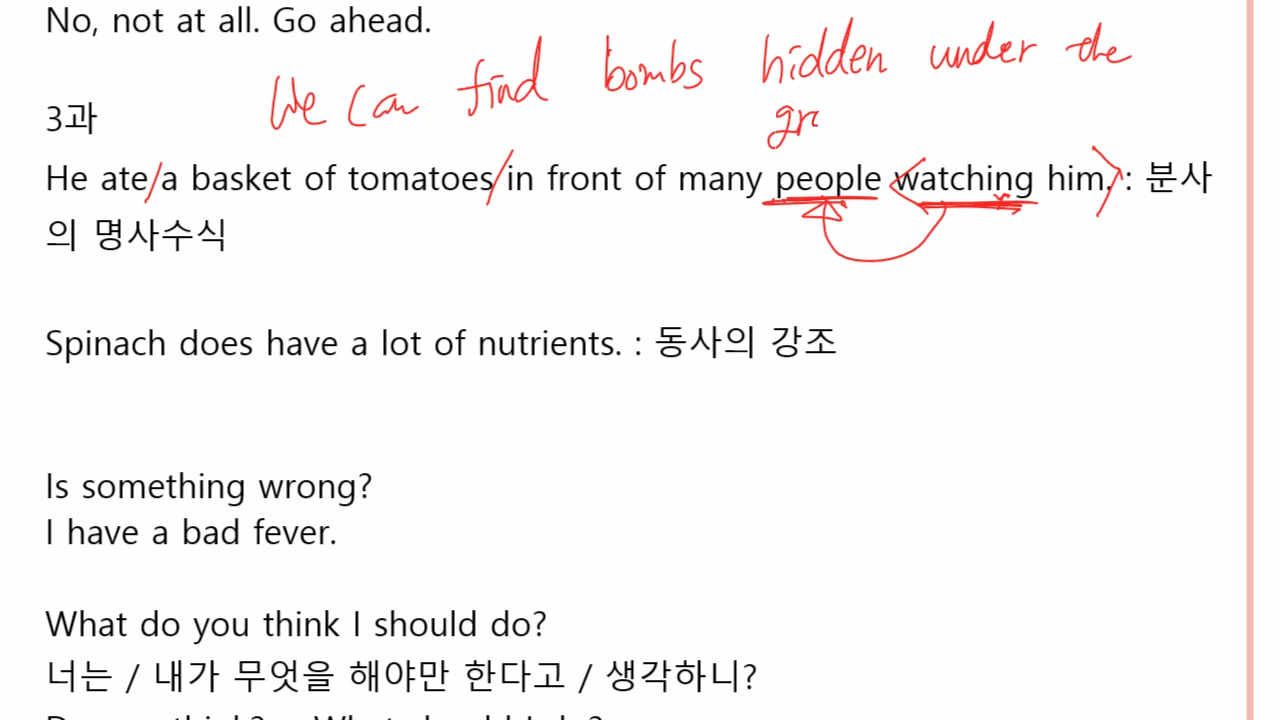 No, not at all. Go ahead.
We can find bombs hidden under the
gr
3과
He ate/a basket of tomatoes/in front of many people <watching him.> : 분사
의 명사수식
Spinach does have a lot of nutrients. : 동사의 강조
Is something wrong?
I have a bad fever.
What do you think I should do?
너는 / 내가 무엇을 해야만 한다고 / 생각하니?